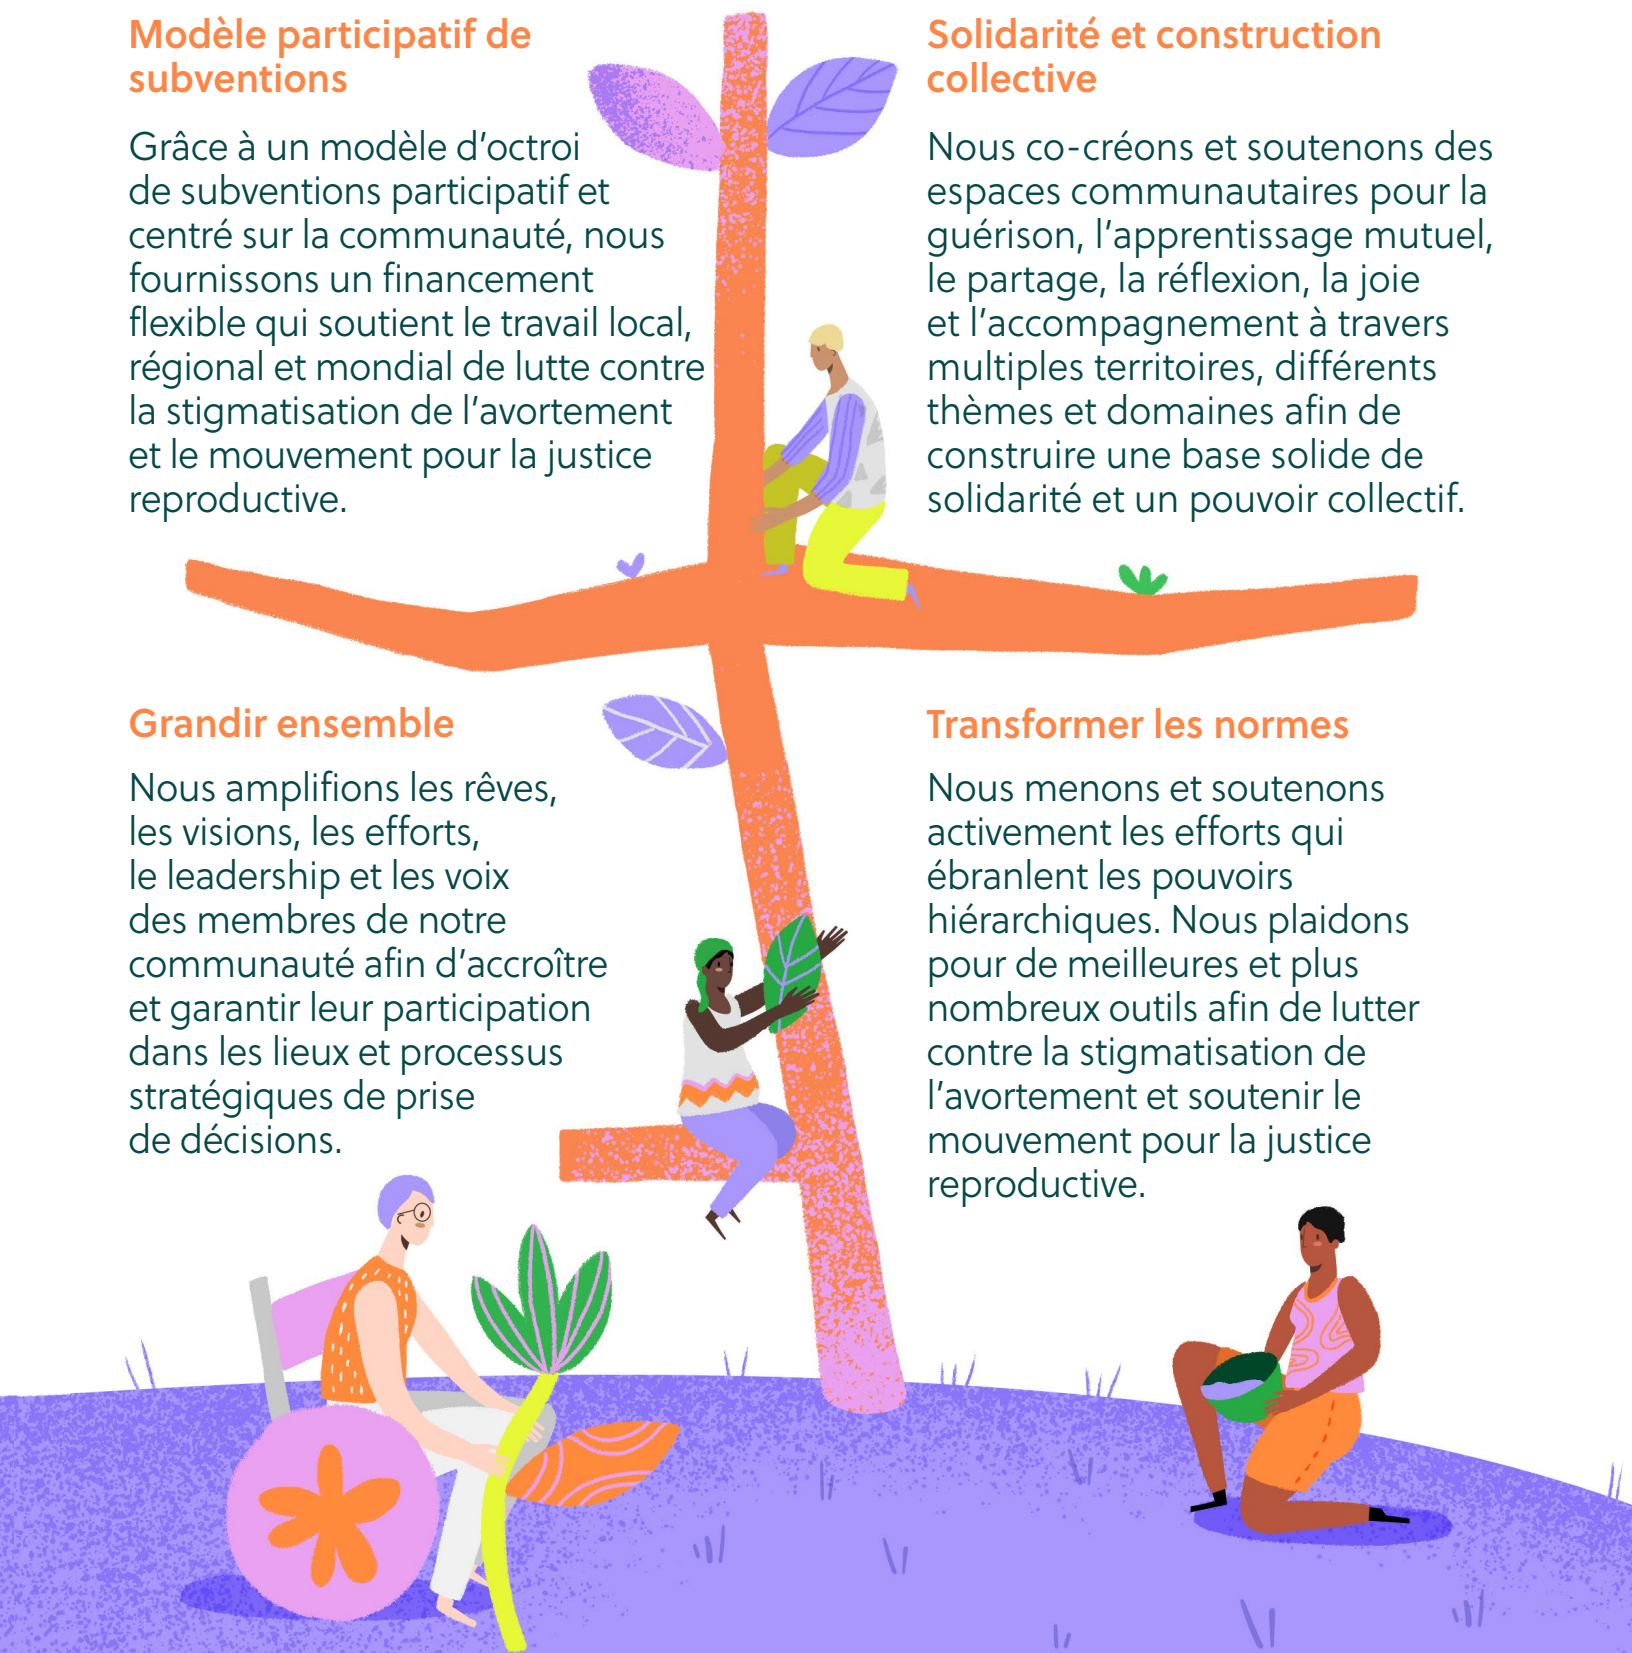 Modèle participatif de
subventions
Grâce à un modèle d'octroi
de subventions participatif et
centré sur la communauté, nous
fournissons un financement
flexible qui soutient le travail local,
régional et mondial de lutte contre
la stigmatisation de l'avortement
et le mouvement pour la justice
reproductive.
Solidarité et construction
collective
Nous co-créons et soutenons des
espaces communautaires pour la
guérison, l'apprentissage mutuel,
le partage, la réflexion, la joie
et l'accompagnement à travers
multiples territoires, différents
thèmes et domaines afin de
construire une base solide de
solidarité et un pouvoir collectif.
Grandir ensemble
Nous amplifions les rêves,
les visions, les efforts,
le leadership et les voix
des membres de notre
communauté afin d'accroître
et garantir leur participation
dans les lieux et processus
stratégiques de prise
de décisions.
Transformer les normes
Nous menons et soutenons
activement les efforts qui
ébranlent les pouvoirs
hiérarchiques. Nous plaidons
pour de meilleures et plus
nombreux outils afin de lutter
contre la stigmatisation de
l'avortement et soutenir le
mouvement pour la justice
reproductive.